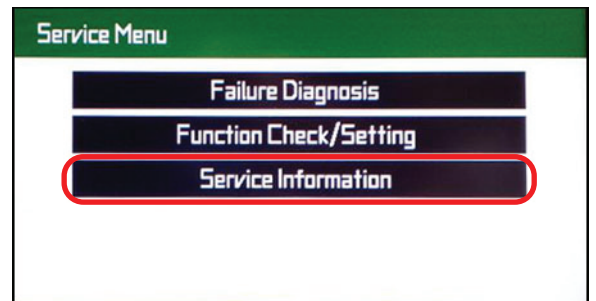 Service Menu
Failure Diagnosis
Function Check/Setting
Service Information